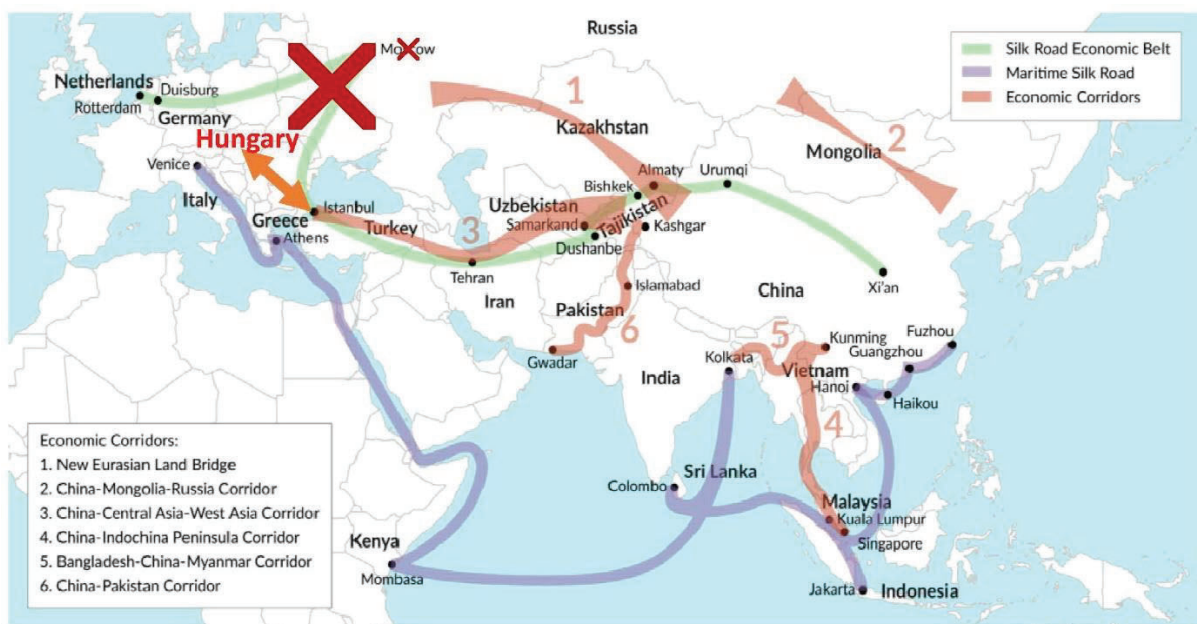 Russia
Silk Road Economic Belt
Maritime Silk Road
Economic Corridors
Moscow
Netherlands
Duisburg
Rotterdam
Germany
1
Kazakhstan
2
Mongolia
Hungary
Venice
Italy
Almaty
Urumqi
Bishkek
Istanbul
Uzbekistan
Tajikistan
Greece
Turkey
Samarkand
Kashgar
Athens
3
Dushanbe
Tehran
Islamabad
Xi'an
Iran
China
Pakistan
6
5
Kunming
Fuzhou
Gwadar
Kolkata
Guangzhou
India
Vietnam
Hanoi
Haikou
4
Economic Corridors:
1. New Eurasian Land Bridge
2. China-Mongolia-Russia Corridor
3. China-Central Asia-West Asia Corridor
4. China-Indochina Peninsula Corridor
5. Bangladesh-China-Myanmar Corridor
6. China-Pakistan Corridor
Sri Lanka
Colombo
Malaysia
Kuala Lumpur
Singapore
Kenya
Mombasa
Jakarta
Indonesia